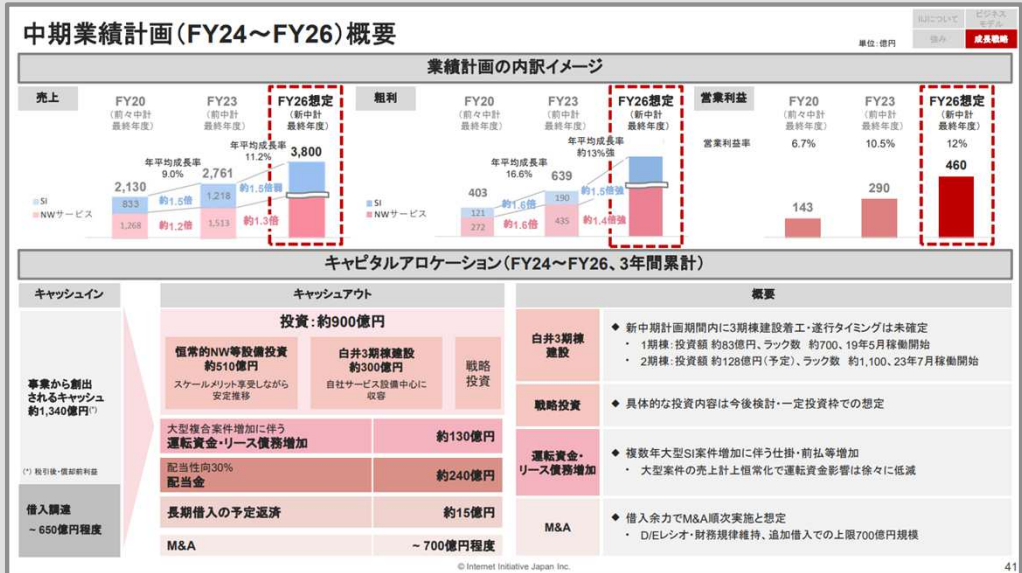 中期業績計画（FY24～FY26）概要
単位：億円
IIJについて
ビジネス
モデル
強み
成長戦略
業績計画の内訳イメージ
売上
FY20
（前々中計
最終年度）
FY23
（前中計
最終年度）
FY26想定
（新中計
最終年度）
年平均成長率
9.0%
年平均成長率
11.2%
2,130
2,761
3,800
SI
NWサービス
833
約1.5倍
1,218
約1.5倍弱
1,268
約1.2倍
1,513
約1.3倍
粗利
FY20
（前々中計
最終年度）
FY23
（前中計
最終年度）
FY26想定
（新中計
最終年度）
年平均成長率
16.6%
年平均成長率
約13%強
403
639
SI
NWサービス
121
約1.6倍
190
約1.5倍強
272
約1.6倍
435
約1.4倍強
営業利益
FY20
（前々中計
最終年度）
FY23
（前中計
最終年度）
FY26想定
（新中計
最終年度）
営業利益率
6.7%
10.5%
12%
143
290
460
キャピタルアロケーション（FY24～FY26、3年間累計）
キャッシュイン
事業から創出
されるキャッシュ
約1,340億円(*)
(*) 税引後・償却前利益
借入調達
~ 650億円程度
キャッシュアウト
投資：約900億円
恒常的NW等設備投資
約510億円
スケールメリット享受しながら
安定推移
白井3期棟建設
約300億円
自社サービス設備中心に
収容
戦略
投資
大型複合案件増加に伴う
運転資金・リース債務増加
約130億円
配当性向30%
配当金
約240億円
長期借入の予定返済
約15億円
M&A
~ 700億円程度
概要
白井3期棟
建設
◆ 新中計画期間内に3期棟建設着工・遂行タイミングは未確定
・ 1期棟：投資額 約83億円、ラック数 約700、19年5月稼働開始
・ 2期棟：投資額 約128億円（予定）、ラック数 約1,100、23年7月稼働開始
戦略投資
◆ 具体的な投資内容は今後検討・一定投資枠での想定
運転資金・
リース債務増加
◆ 複数年大型SI案件増加に伴う仕掛・前払等増加
・ 大型案件の売上計上恒常化で運転資金影響は徐々に低減
M&A
◆ 借入余力でM&A順次実施と想定
・ D/Eレシオ・財務規律維持、追加借入での上限700億円規模
© Internet Initiative Japan Inc.
41